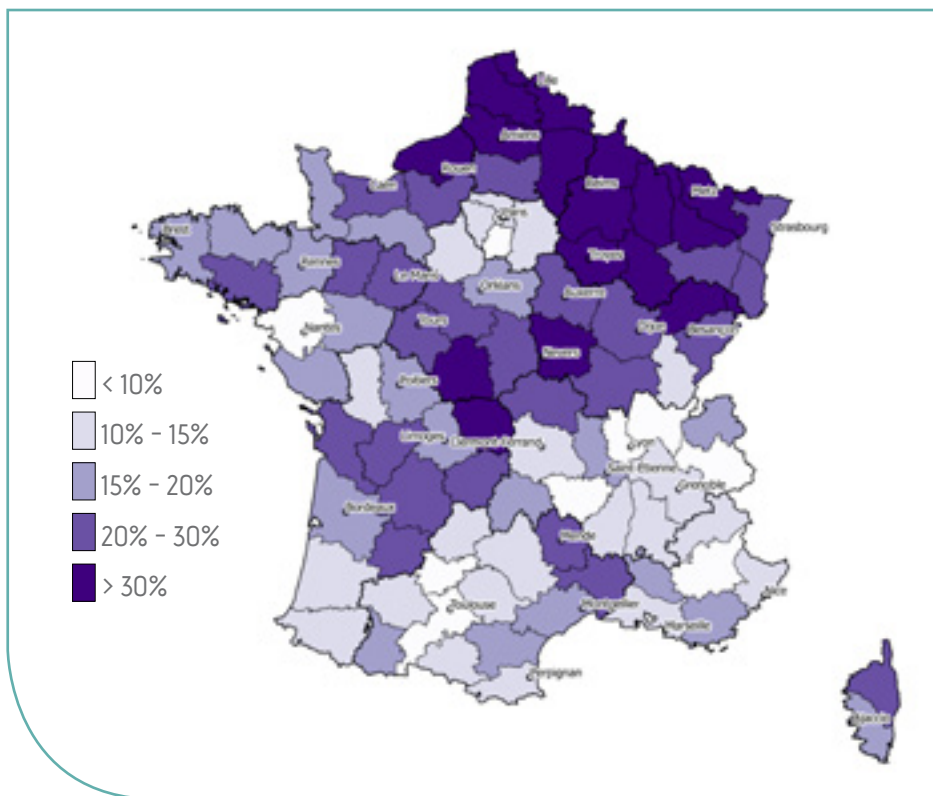 Lille
Amiens
Rouen
Caen
Reims
Metz
Paris
Strasbourg
Brest
Troyes
Rennes
Le Mans
Orléans
Auxerre
Nantes
Tours
Dijon
Besançon
Nevers
< 10%
Poitiers
10% - 15%
Limoges
Clermont-Ferrand
Lyon
Saint-Étienne
Grenoble
15% - 20%
Bordeaux
20% - 30%
Mende
> 30%
Toulouse
Montpellier
Nice
Marseille
Perpignan
Ajaccio